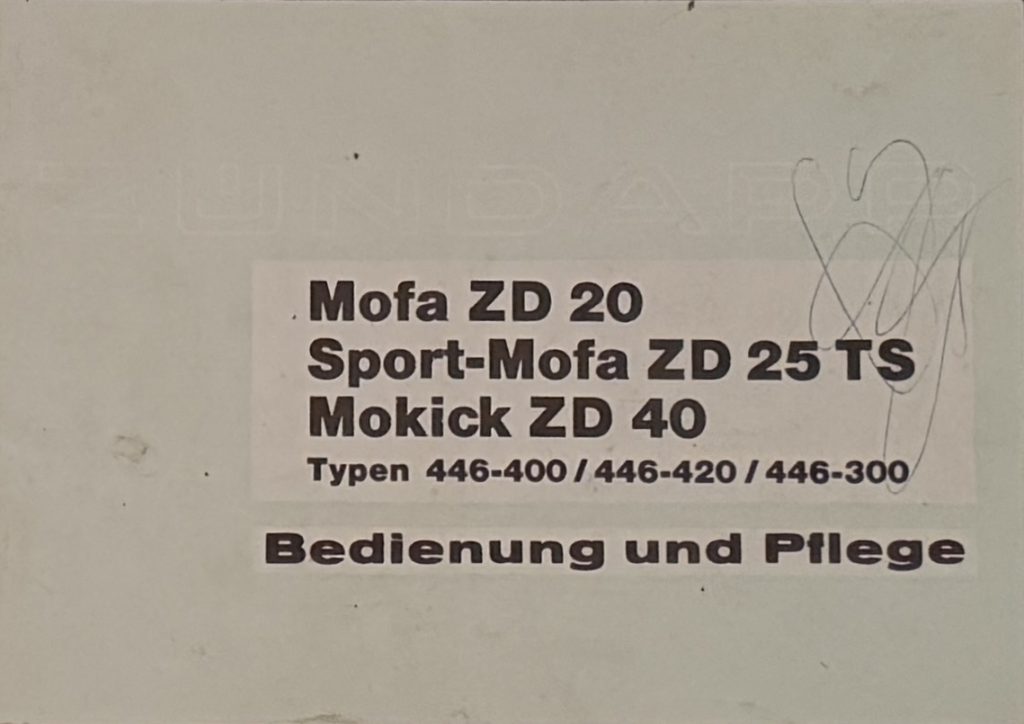 ZÜNDAPP
Mofa ZD 20
Sport-Mofa ZD 25 TS
Mokick ZD 40
Typen 446-400 / 446-420 / 446-300
Bedienung und Pflege